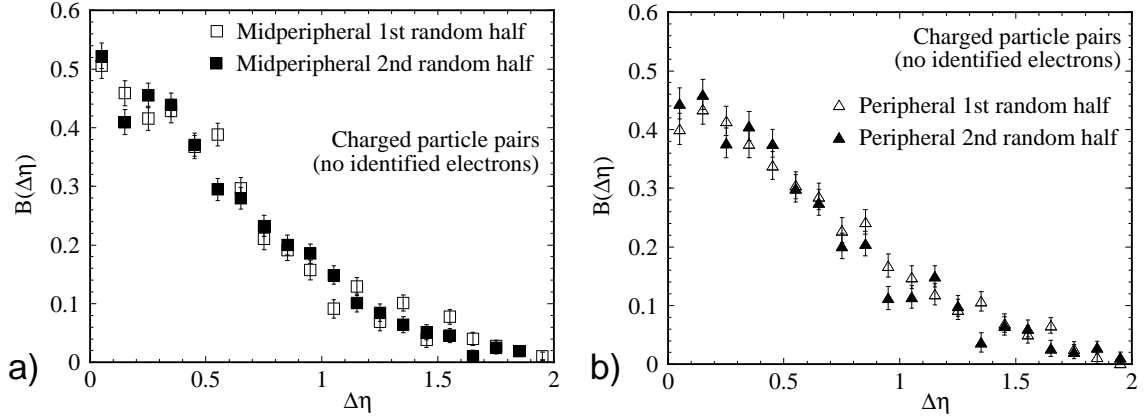 Midperipheral 1st random half
Midperipheral 2nd random half
Charged particle pairs
(no identified electrons)
B(Δη)
0.6
0.5
0.4
0.3
0.2
0.1
0
0
0.5
1
1.5
2
Δη
a)
Charged particle pairs
(no identified electrons)
Peripheral 1st random half
Peripheral 2nd random half
B(Δη)
0.6
0.5
0.4
0.3
0.2
0.1
0
0
0.5
1
1.5
2
Δη
b)